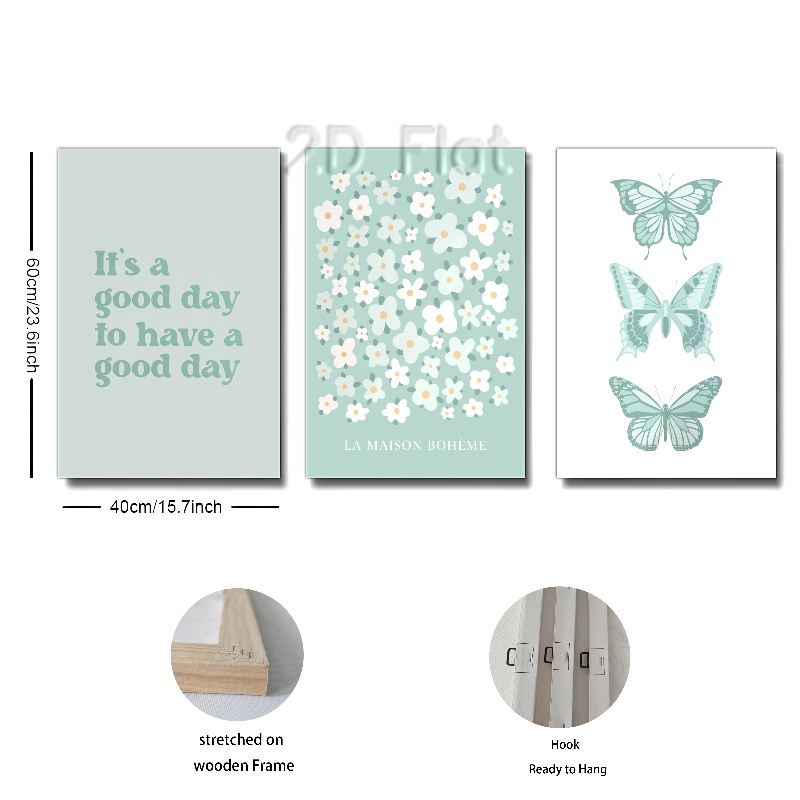 2D Flat
60cm/23.6inch
It's a
good day
to have a
good day
LA MAISON BOHÈME
40cm/15.7inch
stretched on
wooden Frame
Hook
Ready to Hang